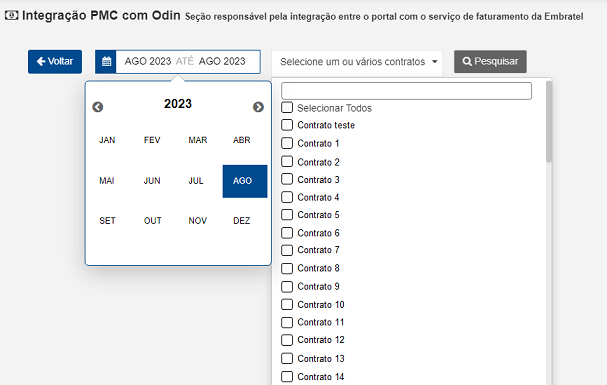 Integração PMC com Odin Seção responsável pela integração entre o portal com o serviço de faturamento da Embratel
Voltar AGO 2023 ATÉ AGO 2023 Selecione um ou vários contratos Pesquisar
2023
JAN FEV MAR ABR
MAI JUN JUL AGO
SET OUT NOV DEZ
Selecionar Todos
Contrato teste
Contrato 1
Contrato 2
Contrato 3
Contrato 4
Contrato 5
Contrato 6
Contrato 7
Contrato 8
Contrato 9
Contrato 10
Contrato 11
Contrato 12
Contrato 13
Contrato 14